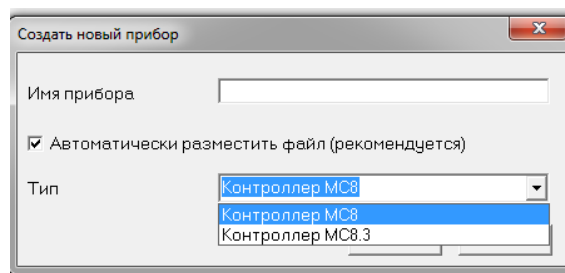 Создать новый прибор
Имя прибора
Автоматически разместить файл (рекомендуется)
Тип
Контроллер МС8
Контроллер МС8
Контроллер МС8.3